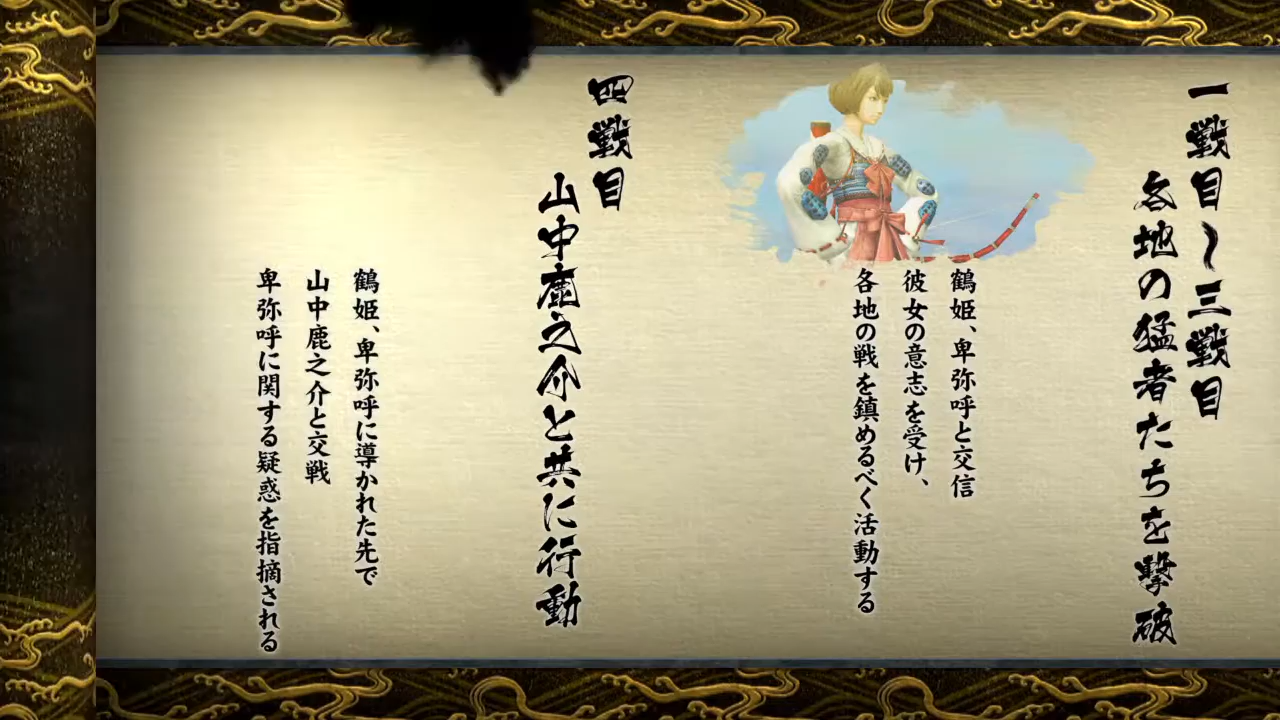 一戦目～三戦目
各地の猛者たちを撃破
鶴姫、卑弥呼と交信
彼女の意志を受け、
各地の戦を鎮めるべく活動する
四戦目
山中鹿之介と共に行動
鶴姫、卑弥呼に導かれた先で
山中鹿之介と交戦
卑弥呼に関する疑惑を指摘される